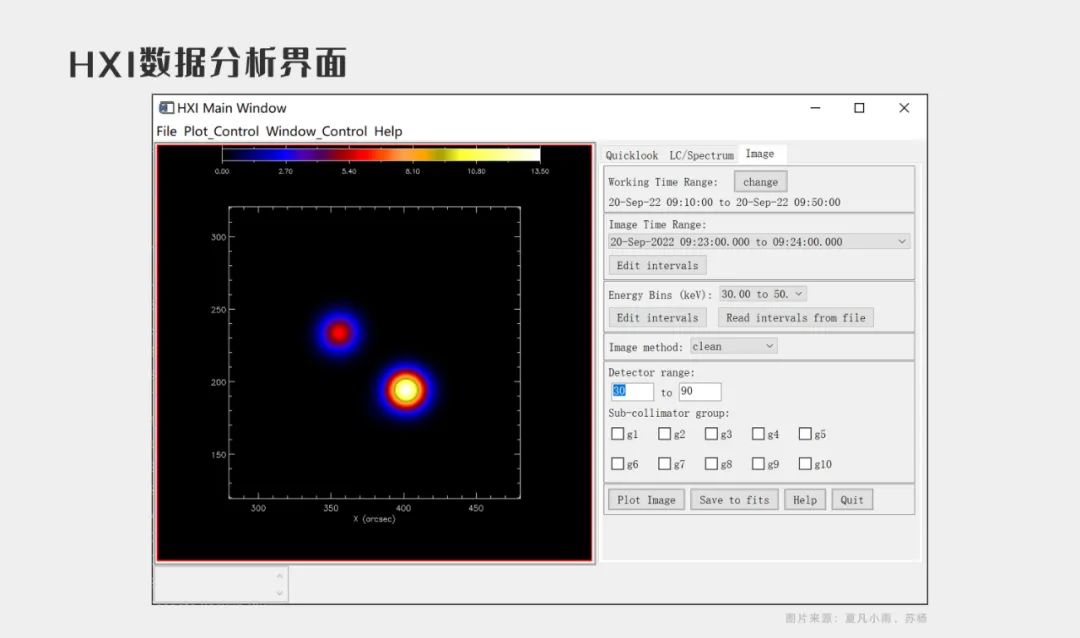 HXI数据分析界面
HXI Main Window
File Plot_Control Window_Control Help
0.00 2.70 5.40 8.10 10.80 13.50
300
250
200
150
300 350 400 450
X (arcsec)
Quicklook LC/Spectrum Image
Working Time Range: change
20-Sep-22 09:10:00 to 20-Sep-22 09:50:00
Image Time Range:
20-Sep-2022 09:23:00.000 to 09:24:00.000
Edit intervals
Energy Bins (keV): 30.00 to 50.
Edit intervals Read intervals from file
Image method: clean
Detector range:
30 to 90
Sub-collimator group:
g1 g2 g3 g4 g5
g6 g7 g8 g9 g10
Plot Image Save to fits Help Quit
图片来源：夏凡小雨、苏杨